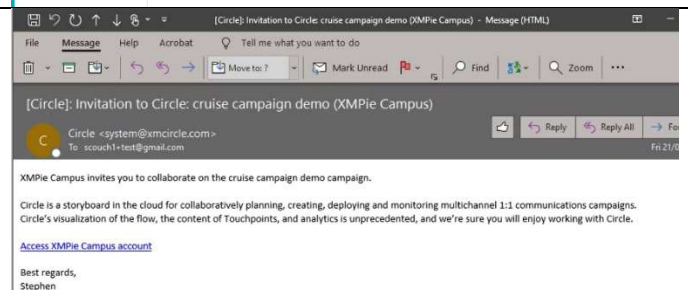 [Circle]: Invitation to Circle: cruise campaign demo (XMPie Campus) - Message (HTML)
File Message Help Acrobat Tell me what you want to do
Move to: ? Mark Unread Find Zoom
[Circle]: Invitation to Circle: cruise campaign demo (XMPie Campus)
C
Circle <system@xmcircle.com>
To scouch1+test@gmail.com
Reply Reply All Fo
Fri 21/0
XMPie Campus invites you to collaborate on the cruise campaign demo campaign.
Circle is a storyboard in the cloud for collaboratively planning, creating, deploying and monitoring multichannel 1:1 communications campaigns.
Circle's visualization of the flow, the content of Touchpoints, and analytics is unprecedented, and we're sure you will enjoy working with Circle.
Access XMPie Campus account
Best regards,
Stephen